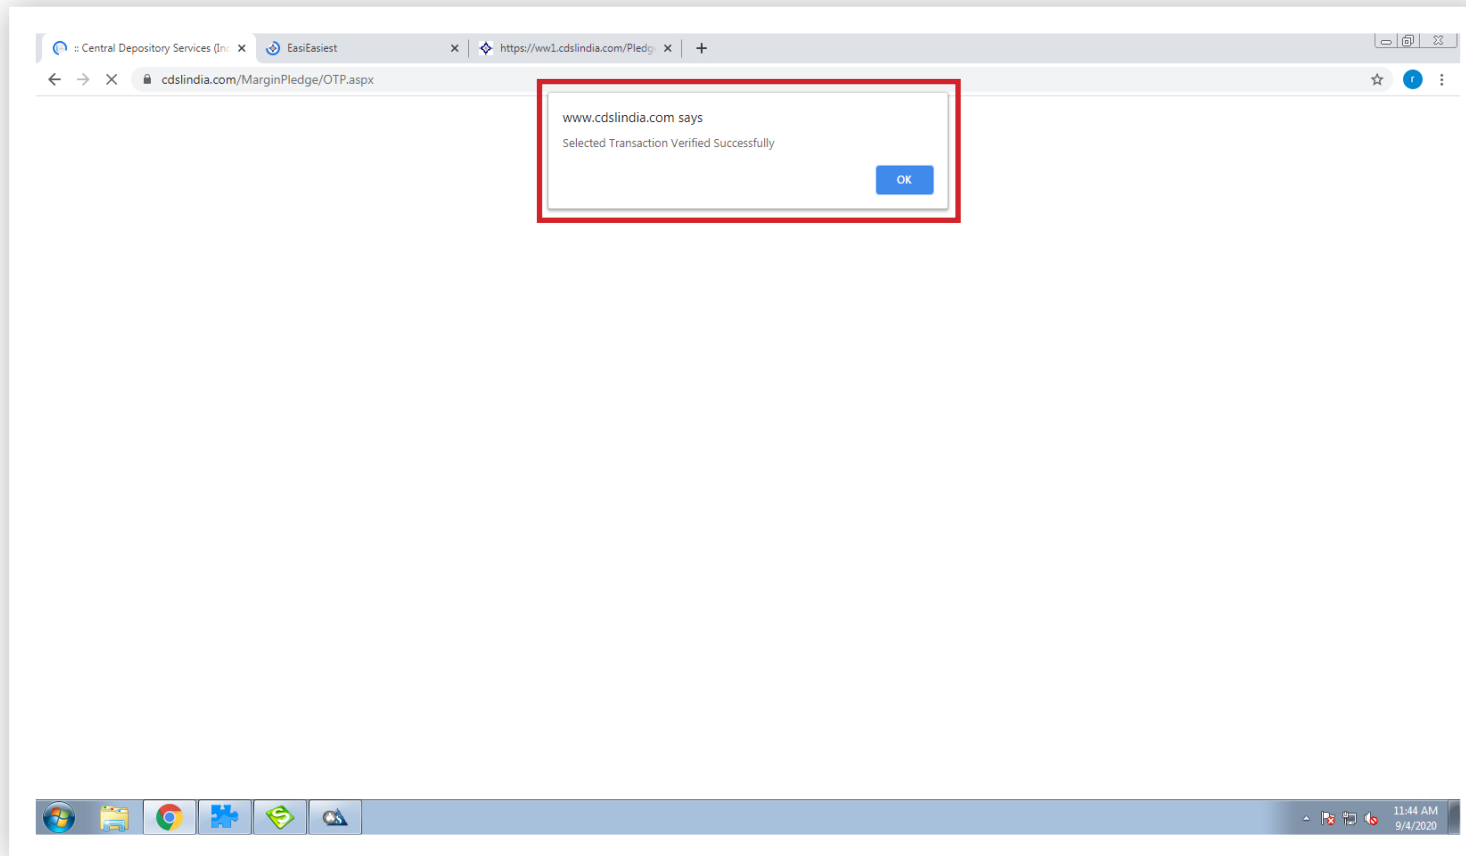 :: Central Depository Services (Inc
EasiEasiest
https://ww1.cdslindia.com/Pledg
cdslindia.com/MarginPledge/OTP.aspx
r
www.cdslindia.com says
Selected Transaction Verified Successfully
OK
11:44 AM
9/4/2020